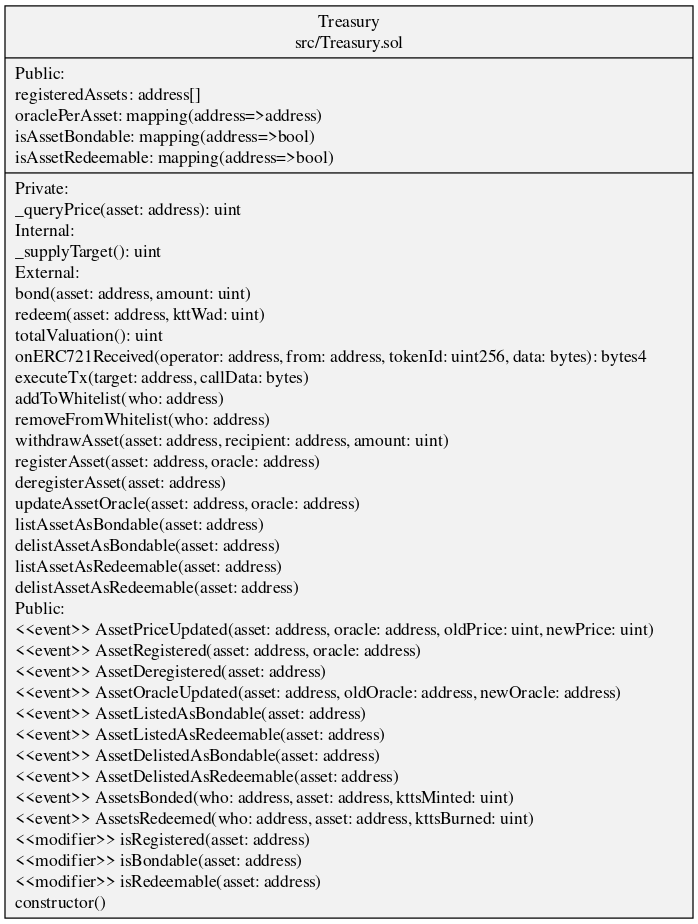 Treasury
src/Treasury.sol
Public:
registeredAssets: address[]
oraclePerAsset: mapping(address=>address)
isAssetBondable: mapping(address=>bool)
isAssetRedeemable: mapping(address=>bool)
Private:
_queryPrice(asset: address): uint
Internal:
_supplyTarget(): uint
External:
bond(asset: address, amount: uint)
redeem(asset: address, kttWad: uint)
totalValuation(): uint
onERC721Received(operator: address, from: address, tokenId: uint256, data: bytes): bytes4
executeTx(target: address, callData: bytes)
addToWhitelist(who: address)
removeFromWhitelist(who: address)
withdrawAsset(asset: address, recipient: address, amount: uint)
registerAsset(asset: address, oracle: address)
deregisterAsset(asset: address)
updateAssetOracle(asset: address, oracle: address)
listAssetAsBondable(asset: address)
delistAssetAsBondable(asset: address)
listAssetAsRedeemable(asset: address)
delistAssetAsRedeemable(asset: address)
Public:
<<event>> AssetPriceUpdated(asset: address, oracle: address, oldPrice: uint, newPrice: uint)
<<event>> AssetRegistered(asset: address, oracle: address)
<<event>> AssetDeregistered(asset: address)
<<event>> AssetOracleUpdated(asset: address, oldOracle: address, newOracle: address)
<<event>> AssetListedAsBondable(asset: address)
<<event>> AssetListedAsRedeemable(asset: address)
<<event>> AssetDelistedAsBondable(asset: address)
<<event>> AssetDelistedAsRedeemable(asset: address)
<<event>> AssetsBonded(who: address, asset: address, kttsMinted: uint)
<<event>> AssetsRedeemed(who: address, asset: address, kttsBurned: uint)
<<modifier>> isRegistered(asset: address)
<<modifier>> isBondable(asset: address)
<<modifier>> isRedeemable(asset: address)
constructor()